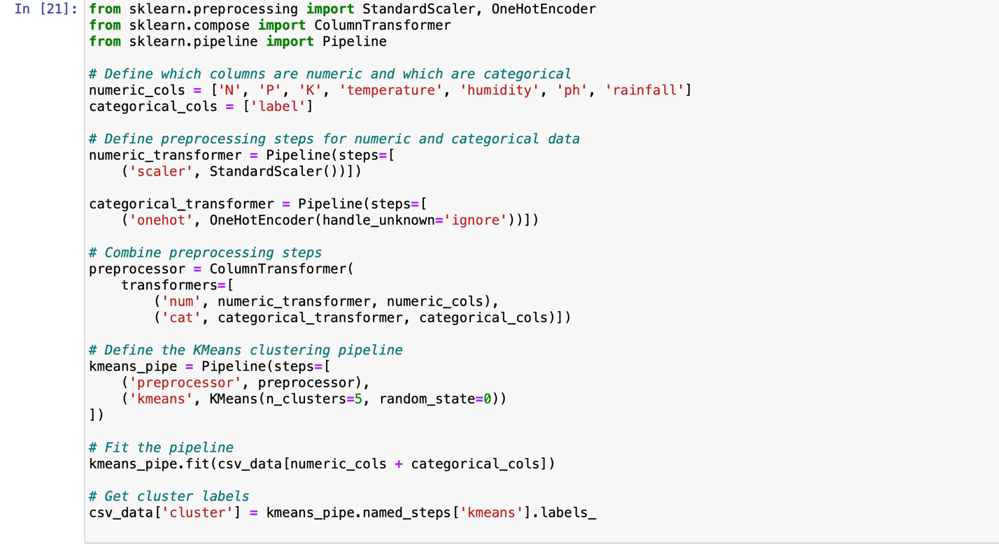 In [21]: from sklearn.preprocessing import StandardScaler, OneHotEncoder
from sklearn.compose import ColumnTransformer
from sklearn.pipeline import Pipeline

# Define which columns are numeric and which are categorical
numeric_cols = ['N', 'P', 'K', 'temperature', 'humidity', 'ph', 'rainfall']
categorical_cols = ['label']

# Define preprocessing steps for numeric and categorical data
numeric_transformer = Pipeline(steps=[
    ('scaler', StandardScaler())])

categorical_transformer = Pipeline(steps=[
    ('onehot', OneHotEncoder(handle_unknown='ignore'))])

# Combine preprocessing steps
preprocessor = ColumnTransformer(
    transformers=[
        ('num', numeric_transformer, numeric_cols),
        ('cat', categorical_transformer, categorical_cols)])

# Define the KMeans clustering pipeline
kmeans_pipe = Pipeline(steps=[
    ('preprocessor', preprocessor),
    ('kmeans', KMeans(n_clusters=5, random_state=0))
])

# Fit the pipeline
kmeans_pipe.fit(csv_data[numeric_cols + categorical_cols])

# Get cluster labels
csv_data['cluster'] = kmeans_pipe.named_steps['kmeans'].labels_